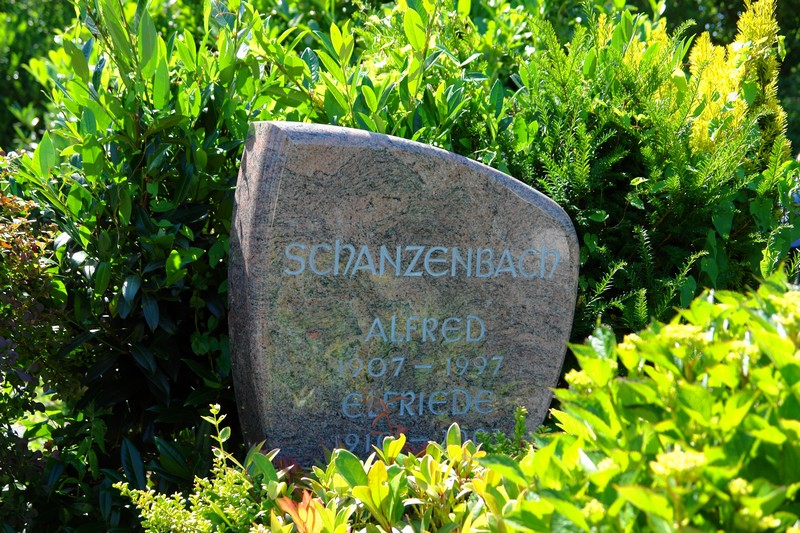 SCHANZENBACH
ALFRED
1907 – 1997
ELFRIEDE